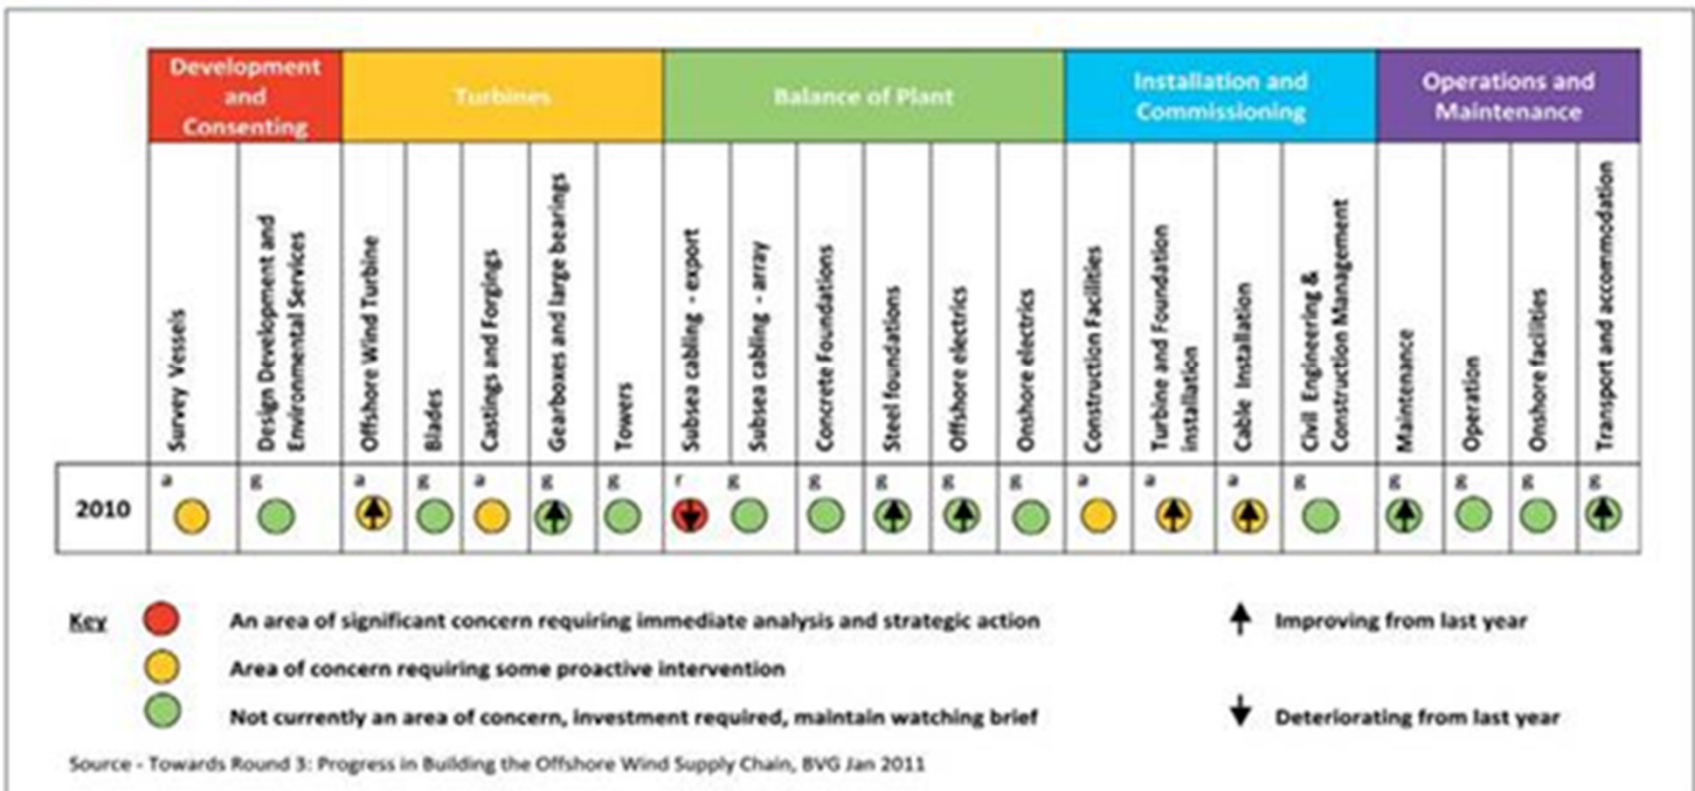 Development
and
Consenting
Turbines
Balance of Plant
Installation and
Commissioning
Operations and
Maintenance
Survey Vessels
Design Development and
Environmental Services
Offshore Wind Turbine
Blades
Castings and Forgings
Gearboxes and large bearings
Towers
Subsea cabling - export
Subsea cabling - array
Concrete Foundations
Steel foundations
Offshore electrics
Onshore electrics
Construction Facilities
Turbine and Foundation
installation
Cable Installation
Civil Engineering &
Construction Management
Maintenance
Operation
Onshore facilities
Transport and accommodation
2010
Key
An area of significant concern requiring immediate analysis and strategic action
Improving from last year
Area of concern requiring some proactive intervention
Not currently an area of concern, investment required, maintain watching brief
Deteriorating from last year
Source - Towards Round 3: Progress in Building the Offshore Wind Supply Chain, BVG Jan 2011